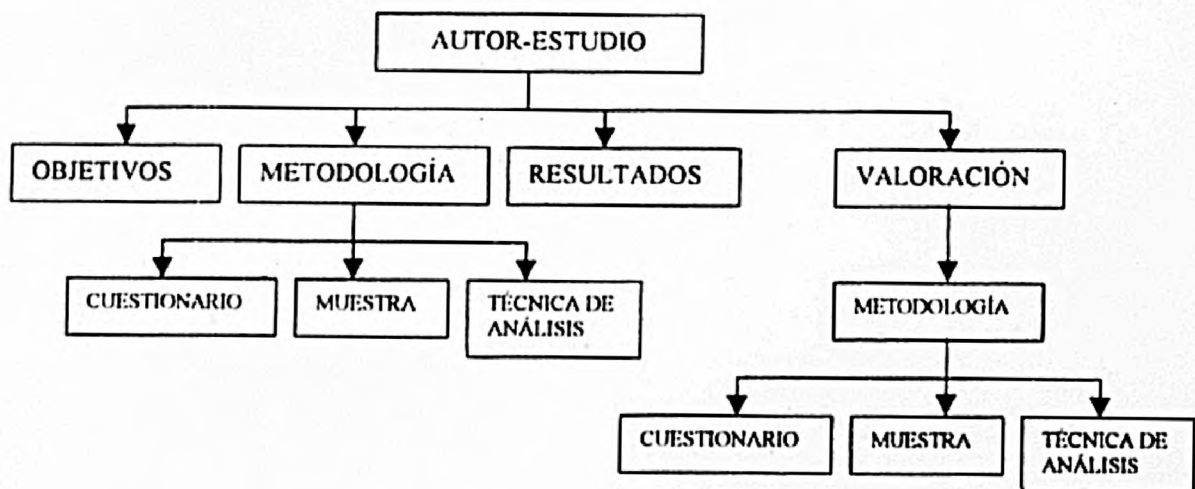 AUTOR-ESTUDIO
OBJETIVOS
METODOLOGÍA
RESULTADOS
VALORACIÓN
CUESTIONARIO
MUESTRA
TÉCNICA DE
ANÁLISIS
METODOLOGÍA
CUESTIONARIO
MUESTRA
TÉCNICA DE
ANÁLISIS